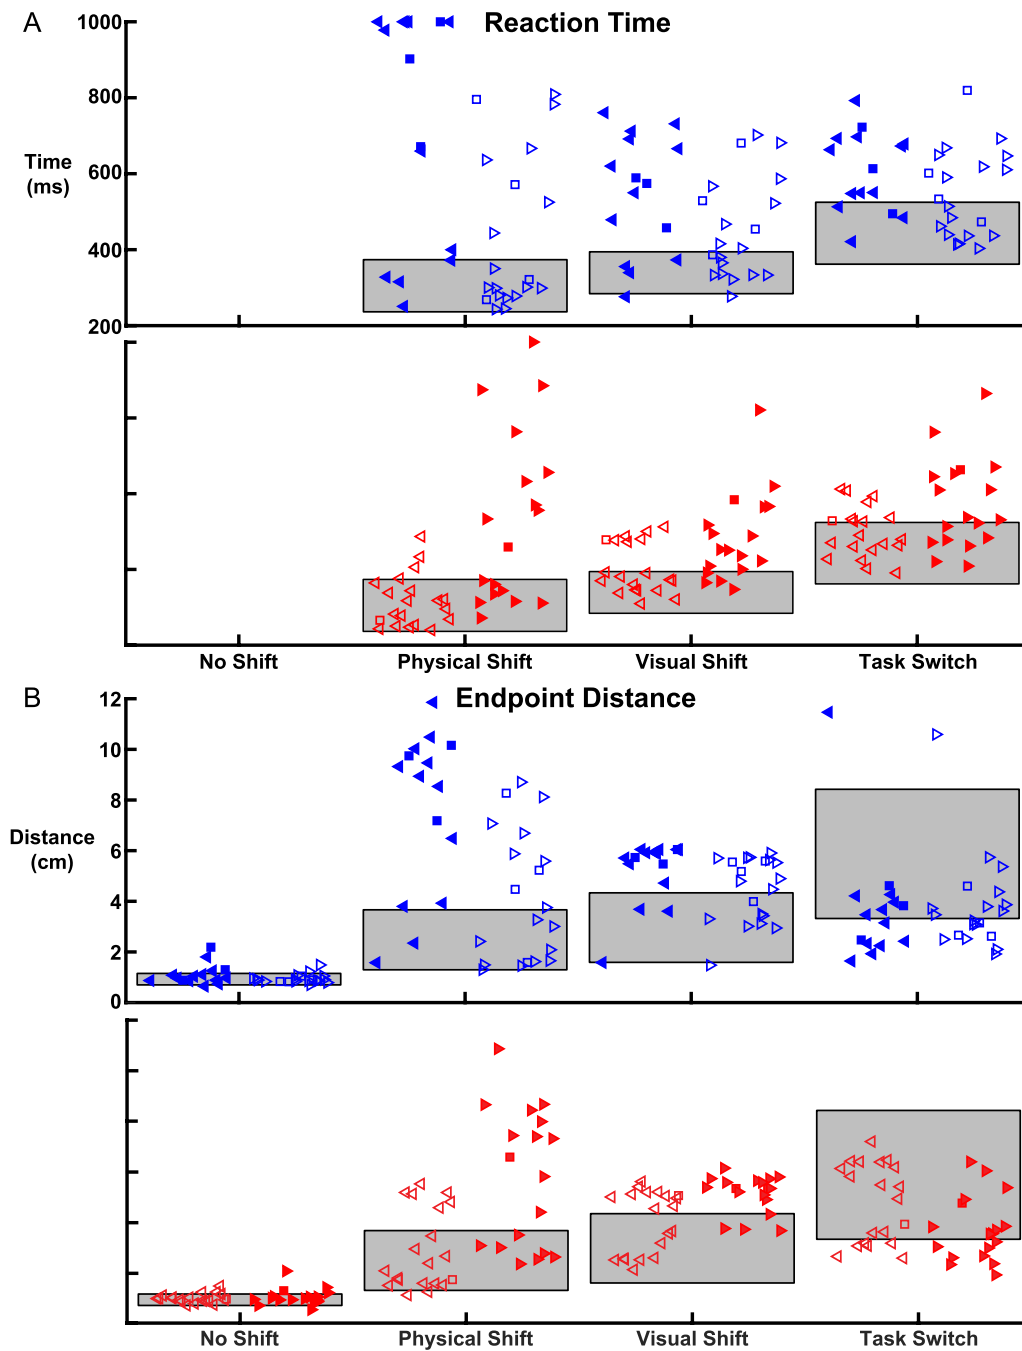 A
Reaction Time
1000
800
Time
(ms)
600
400
200
No Shift
Physical Shift
Visual Shift
Task Switch
B
Endpoint Distance
12
10
8
Distance
(cm)
6
4
2
0
No Shift
Physical Shift
Visual Shift
Task Switch